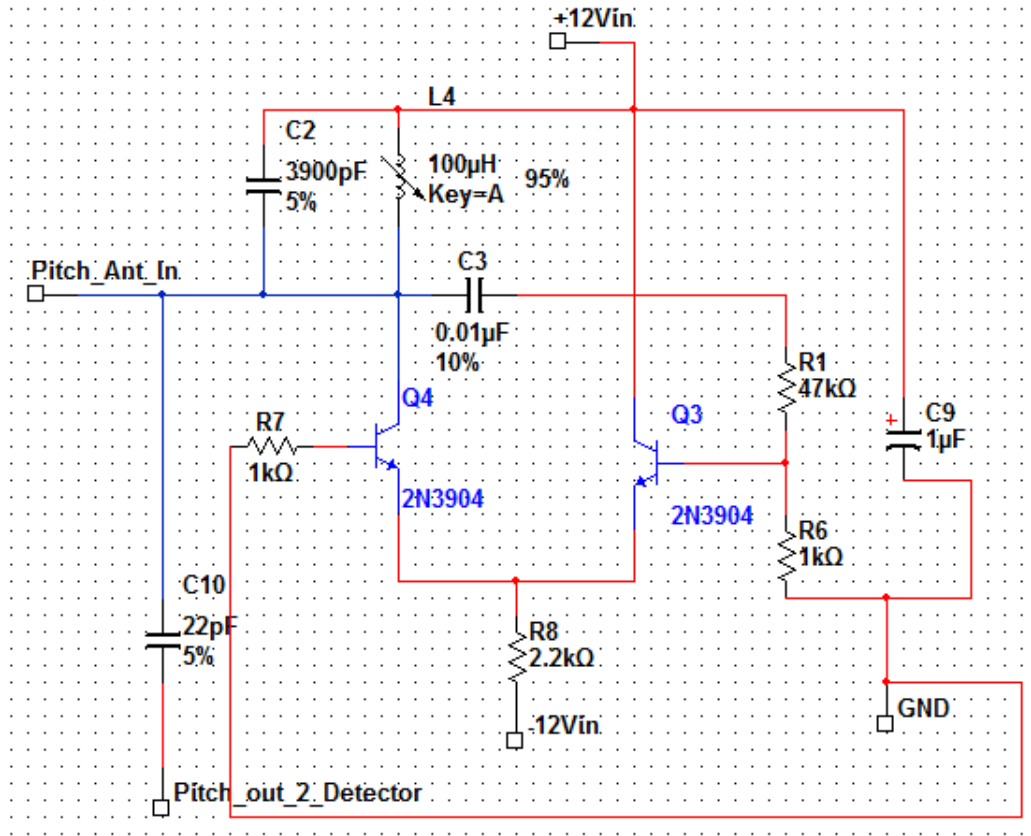 +12Vin
L4
C2
3900pF
5%
100µH
Key=A
95%
Pitch_Ant_In
C3
0.01µF
10%
R1
47kΩ
Q4
Q3
C9
+
1µF
R7
1kΩ
2N3904
2N3904
R6
1kΩ
C10
22pF
5%
R8
2.2kΩ
-12Vin
GND
Pitch_out_2_Detector